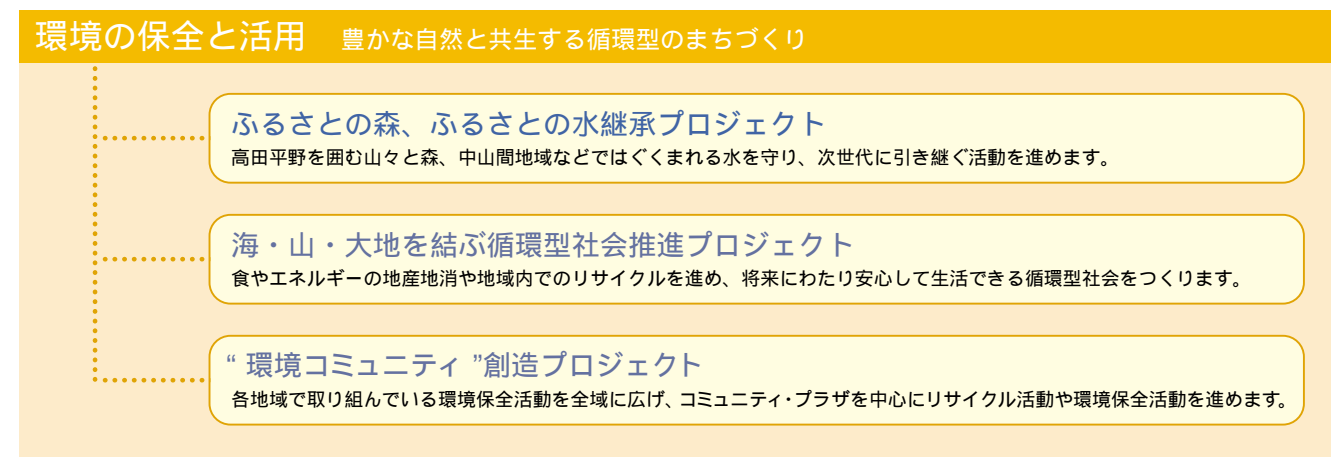 環境の保全と活用 豊かな自然と共生する循環型のまちづくり
ふるさとの森、ふるさとの水継承プロジェクト
高田平野を囲む山々と森、中山間地域などではぐくまれる水を守り、次世代に引き継ぐ活動を進めます。
海・山・大地を結ぶ循環型社会推進プロジェクト
食やエネルギーの地産地消や地域内でのリサイクルを進め、将来にわたり安心して生活できる循環型社会をつくります。
“環境コミュニティ”創造プロジェクト
各地域で取り組んでいる環境保全活動を全域に広げ、コミュニティ・プラザを中心にリサイクル活動や環境保全活動を進めます。